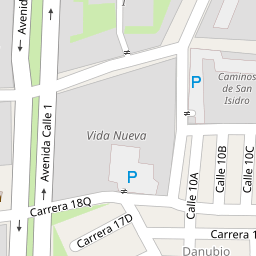 Avenida
P
Caminos
de San
Isidro
Avenida Calle 1
Vida Nueva
Calle 10B
Calle 10C
P
Calle 10A
Carrera 18Q
Carrera 17D
Danubio